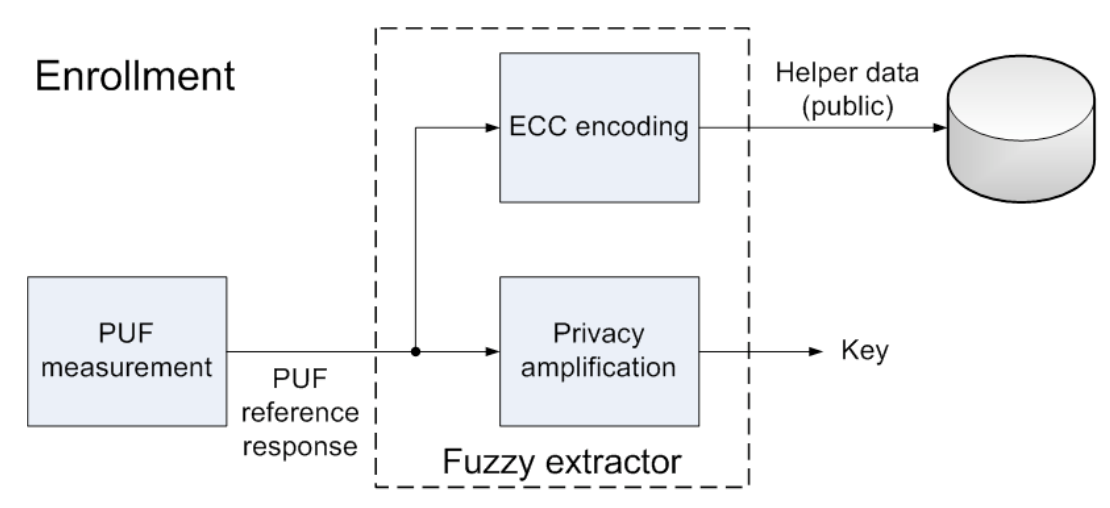 Enrollment
ECC encoding
Helper data
(public)
PUF
measurement
PUF
reference
response
Privacy
amplification
Key
Fuzzy extractor